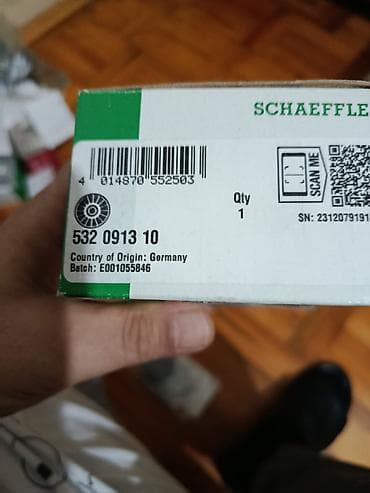 SCHAEFFLE
4 014870 552503
Qty
1
SCAN ME
SN: 2312079191
532 0913 10
Country of Origin: Germany
Batch: E001055846